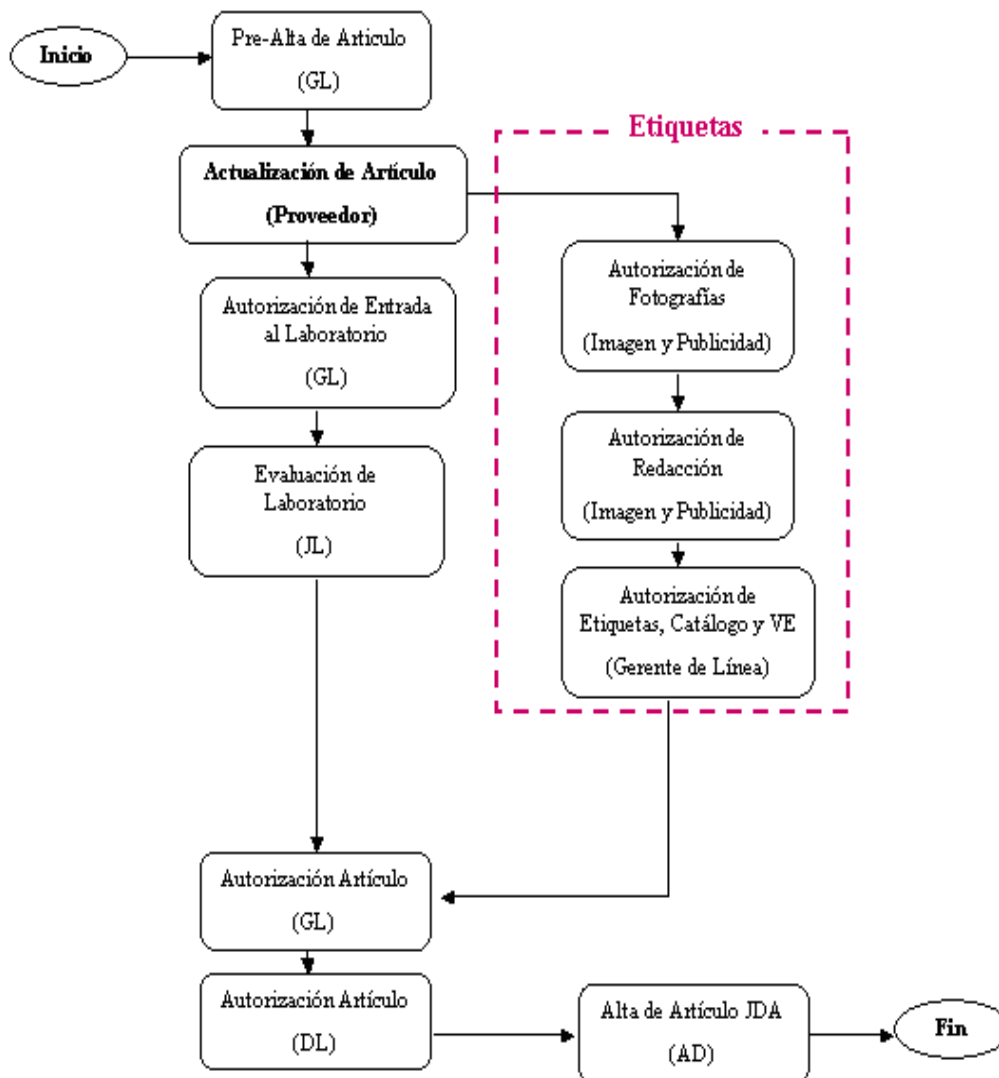 Inicio
Pre-Alta de Artículo
(GL)
Actualización de Artículo
(Proveedor)
Autorización de Entrada
al Laboratorio
(GL)
Evaluación de
Laboratorio
(JL)
Etiquetas
Autorización de
Fotografías
(Imagen y Publicidad)
Autorización de
Redacción
(Imagen y Publicidad)
Autorización de
Etiquetas, Catálogo y VE
(Gerente de Línea)
Autorización Artículo
(GL)
Autorización Artículo
(DL)
Alta de Artículo JDA
(AD)
Fin